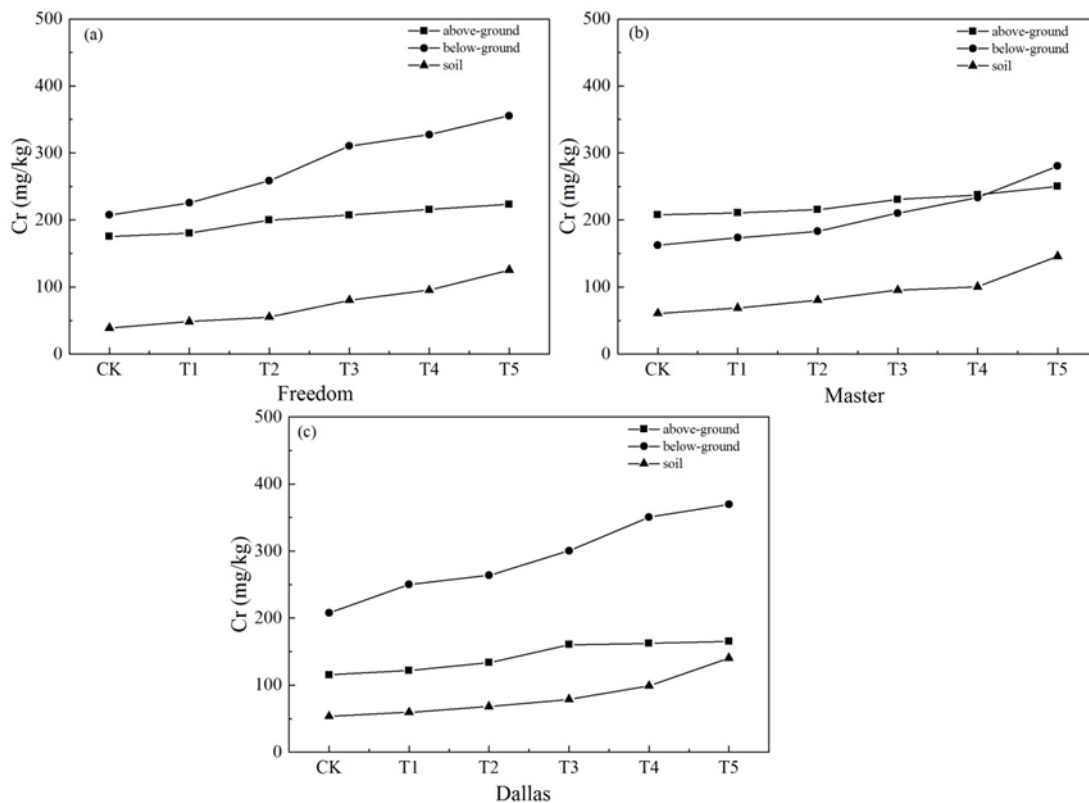 (a)
above-ground
below-ground
soil
500
400
300
200
100
0
Cr (mg/kg)
CK T1 T2 T3 T4 T5
Freedom
(b)
above-ground
below-ground
soil
500
400
300
200
100
0
Cr (mg/kg)
CK T1 T2 T3 T4 T5
Master
(c)
above-ground
below-ground
soil
500
400
300
200
100
0
Cr (mg/kg)
CK T1 T2 T3 T4 T5
Dallas